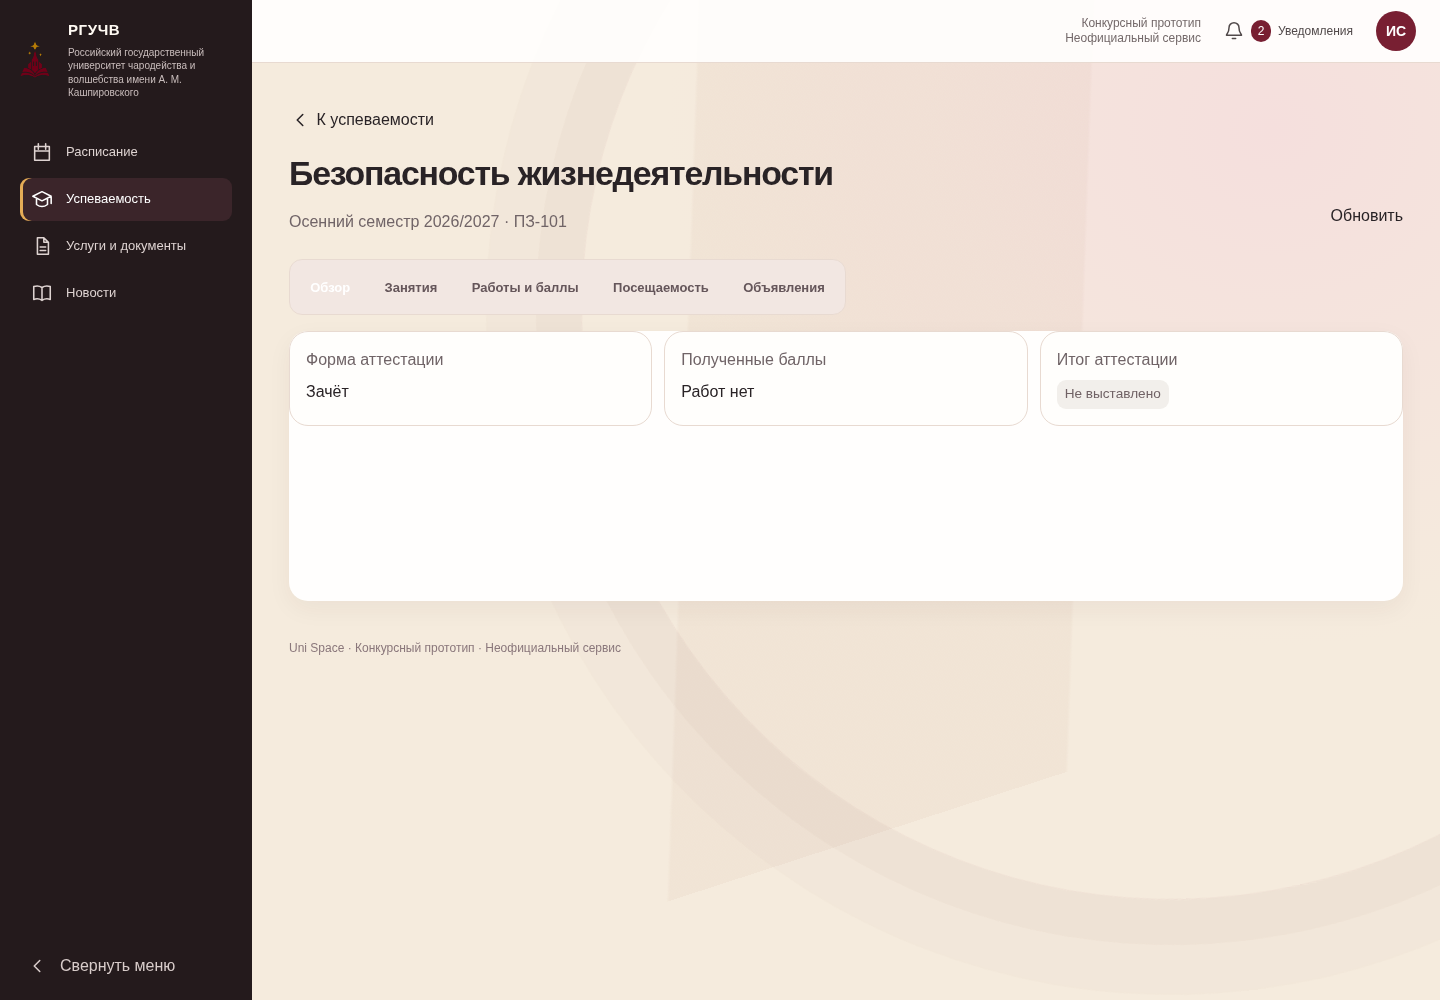 РГУЧВ
Российский государственный
университет чародейства и
волшебства имени А. М.
Кашпировского
Конкурсный прототип
Неофициальный сервис
2
Уведомления
ИС
Расписание
Успеваемость
Услуги и документы
Новости
Свернуть меню
К успеваемости
Безопасность жизнедеятельности
Осенний семестр 2026/2027 · ПЗ-101
Обновить
Обзор
Занятия
Работы и баллы
Посещаемость
Объявления
Форма аттестации
Зачёт
Полученные баллы
Работ нет
Итог аттестации
Не выставлено
Uni Space · Конкурсный прототип · Неофициальный сервис